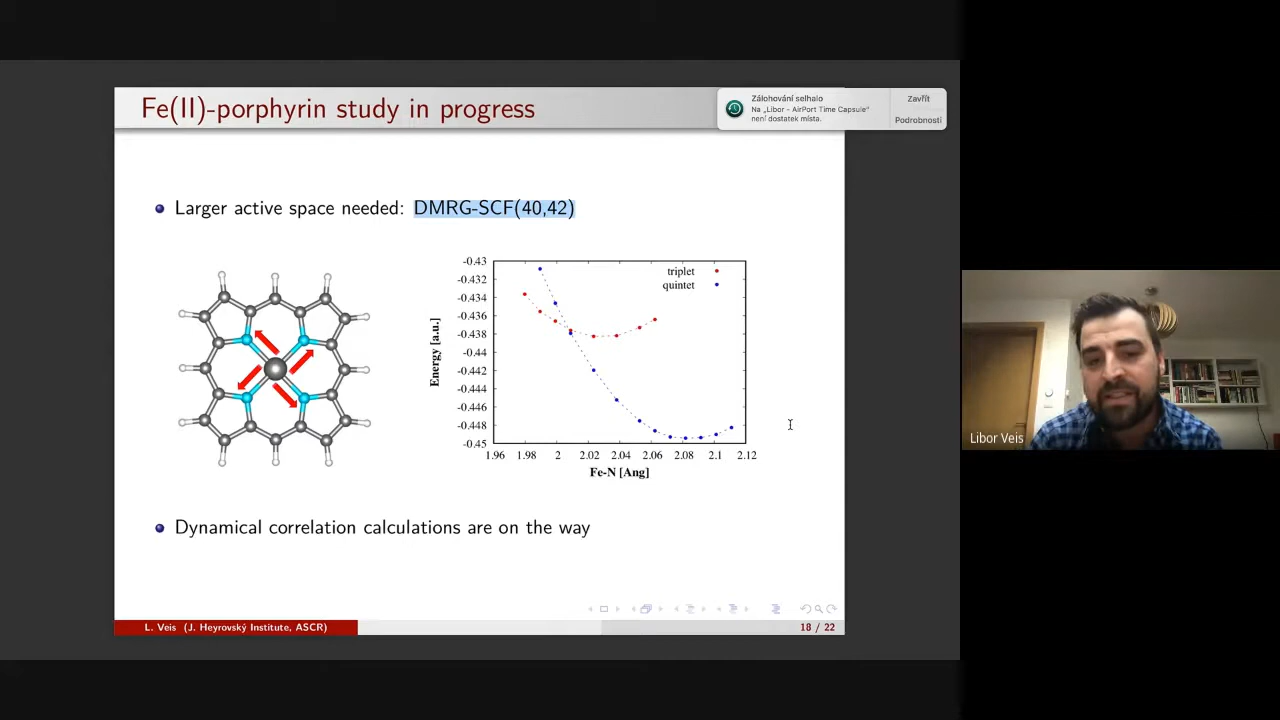 Fe(II)-porphyrin study in progress
Zálohování selhalo
Na „Libor - AirPort Time Capsule“
není dostatek místa.
Zavřít
Podrobnosti
Larger active space needed: DMRG-SCF(40,42)
-0.43
-0.432
-0.434
-0.436
-0.438
-0.44
-0.442
-0.444
-0.446
-0.448
-0.45
Energy [a.u.]
triplet
quintet
1.96 1.98 2 2.02 2.04 2.06 2.08 2.1 2.12
Fe-N [Ang]
Dynamical correlation calculations are on the way
L. Veis (J. Heyrovský Institute, ASCR)
18 / 22
Libor Veis